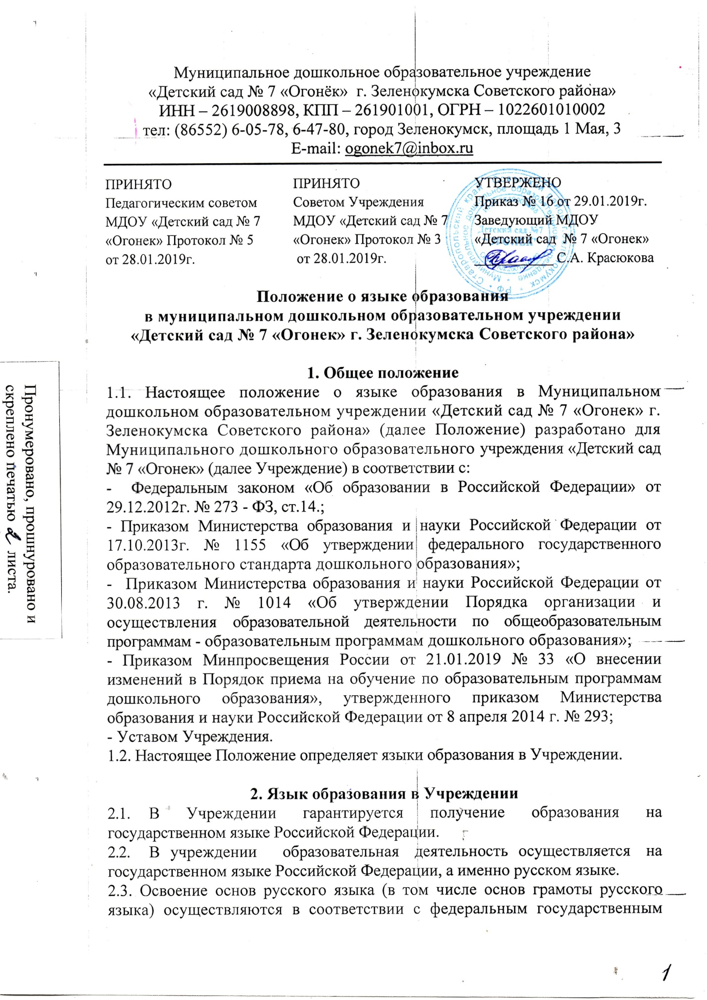 Муниципальное дошкольное образовательное учреждение
«Детский сад № 7 «Огонёк» г. Зеленокумска Советского района»
ИНН – 2619008898, КПП – 261901001, ОГРН – 1022601010002
тел: (86552) 6-05-78, 6-47-80, город Зеленокумск, площадь 1 Мая, 3
E-mail: ogonek7@inbox.ru
ПРИНЯТО
Педагогическим советом
МДОУ «Детский сад № 7
«Огонек» Протокол № 5
от 28.01.2019г.
ПРИНЯТО
Советом Учреждения
МДОУ «Детский сад № 7
«Огонек» Протокол № 3
от 28.01.2019г.
УТВЕРЖЕНО
Приказ № 16 от 29.01.2019г.
Заведующий МДОУ
«Детский сад № 7 «Огонек»
С.А. Красюкова
Детский сад №7
"ОГОНЕК"
Положение о языке образования
в муниципальном дошкольном образовательном учреждении
«Детский сад № 7 «Огонек» г. Зеленокумска Советского района»
1. Общее положение
1.1. Настоящее положение о языке образования в Муниципальном
дошкольном образовательном учреждении «Детский сад № 7 «Огонек» г.
Зеленокумска Советского района» (далее Положение) разработано для
Муниципального дошкольного образовательного учреждения «Детский сад
№ 7 «Огонек» (далее Учреждение) в соответствии с:
- Федеральным законом «Об образовании в Российской Федерации» от
29.12.2012г. № 273 - ФЗ, ст.14.;
- Приказом Министерства образования и науки Российской Федерации от
17.10.2013г. № 1155 «Об утверждении федерального государственного
образовательного стандарта дошкольного образования»;
- Приказом Министерства образования и науки Российской Федерации от
30.08.2013 г. № 1014 «Об утверждении Порядка организации и
осуществления образовательной деятельности по общеобразовательным
программам - образовательным программам дошкольного образования»;
- Приказом Минпросвещения России от 21.01.2019 № 33 «О внесении
изменений в Порядок приема на обучение по образовательным программам
дошкольного образования», утвержденного приказом Министерства
образования и науки Российской Федерации от 8 апреля 2014 г. № 293;
- Уставом Учреждения.
1.2. Настоящее Положение определяет языки образования в Учреждении.
2. Язык образования в Учреждении
2.1. В Учреждении гарантируется получение образования на
государственном языке Российской Федерации.
2.2. В учреждении образовательная деятельность осуществляется на
государственном языке Российской Федерации, а именно русском языке.
2.3. Освоение основ русского языка (в том числе основ грамоты русского
языка) осуществляются в соответствии с федеральным государственным
1
Пронумеровано, прошнуровано и
скреплено печатью 2 листа.